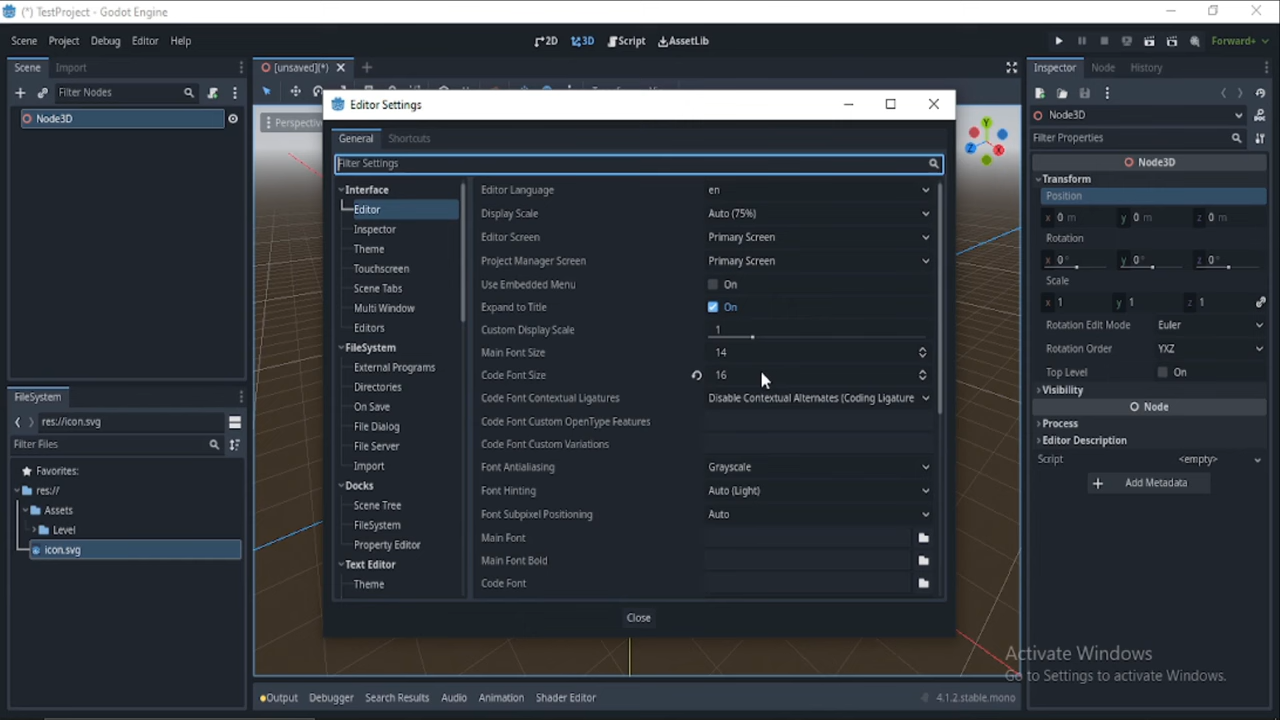 (*) TestProject - Godot Engine
Scene Project Debug Editor Help
2D 3D Script AssetLib
Forward+
Scene Import
[unsaved](*)
Inspector Node History
Filter Nodes
Node3D
Perspectiv
Y
Z
X
Node3D
Filter Properties
Node3D
Transform
Position
x 0 m y 0 m z 0 m
Rotation
x 0° y 0° z 0°
Scale
x 1 y 1 z 1
Rotation Edit Mode Euler
Rotation Order YXZ
Top Level On
Visibility
Node
Process
Editor Description
Script <empty>
Add Metadata
Editor Settings
General Shortcuts
Filter Settings
Interface
Editor
Inspector
Theme
Touchscreen
Scene Tabs
Multi Window
Editors
FileSystem
External Programs
Directories
On Save
File Dialog
File Server
Import
Docks
Scene Tree
FileSystem
Property Editor
Text Editor
Theme
Editor Language en
Display Scale Auto (75%)
Editor Screen Primary Screen
Project Manager Screen Primary Screen
Use Embedded Menu On
Expand to Title On
Custom Display Scale 1
Main Font Size 14
Code Font Size 16
Code Font Contextual Ligatures Disable Contextual Alternates (Coding Ligature
Code Font Custom OpenType Features
Code Font Custom Variations
Font Antialiasing Grayscale
Font Hinting Auto (Light)
Font Subpixel Positioning Auto
Main Font
Main Font Bold
Code Font
Close
FileSystem
res://icon.svg
Filter Files
Favorites:
res://
Assets
Level
icon.svg
Output Debugger Search Results Audio Animation Shader Editor
4.1.2.stable.mono
Activate Windows
Go to Settings to activate Windows.